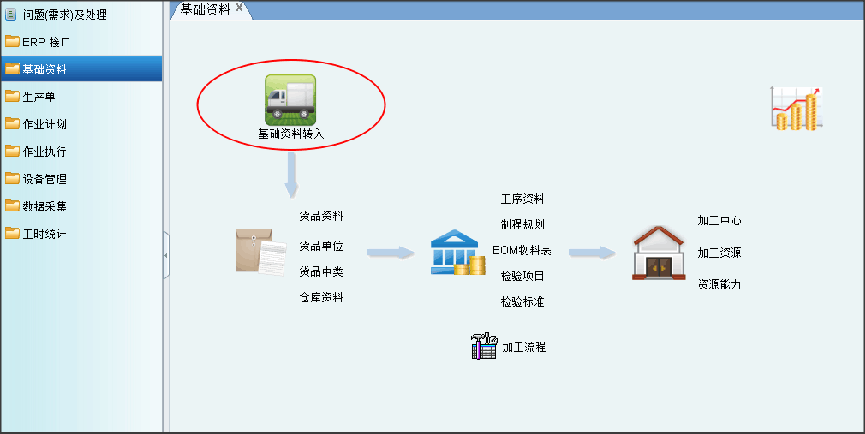 问题(需求)及处理
ERP 接口
基础资料
生产单
作业计划
作业执行
设备管理
数据采集
工时统计
基础资料
基础资料转入
货品资料
货品单位
货品中类
仓库资料
工序资料
制程规划
BOM物料表
检验项目
检验标准
加工流程
加工中心
加工资源
资源能力